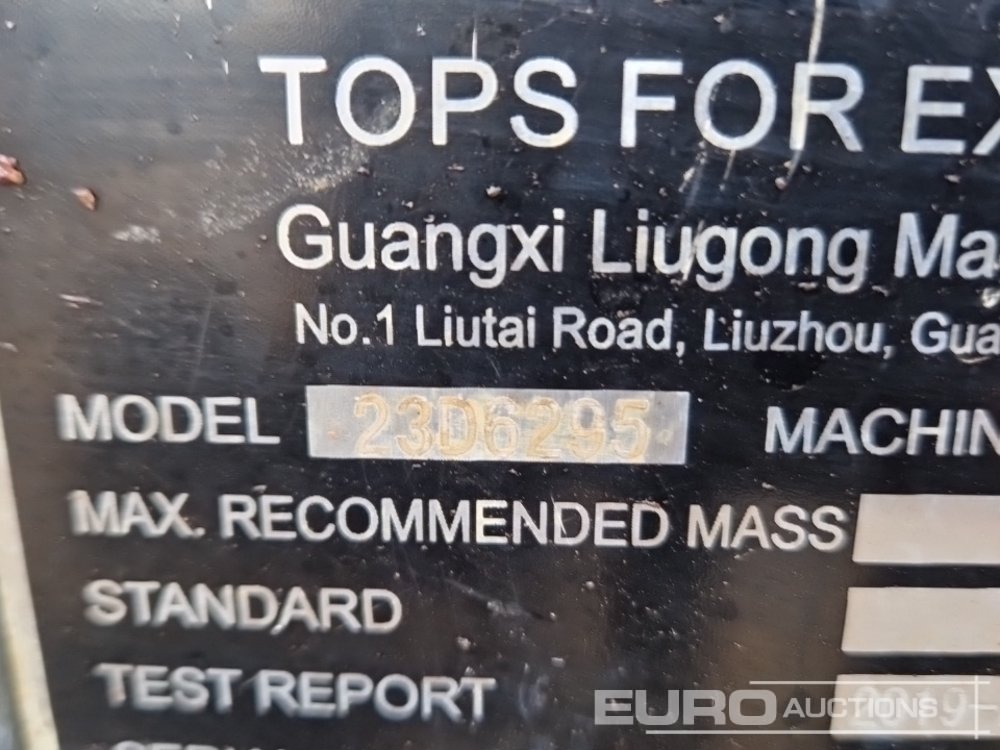 TOPS FOR EX
Guangxi Liugong Ma
No.1 Liutai Road, Liuzhou, Gua
MODEL 23D6295 MACHIN
MAX. RECOMMENDED MASS
STANDARD
TEST REPORT 2019-
EURO AUCTIONS